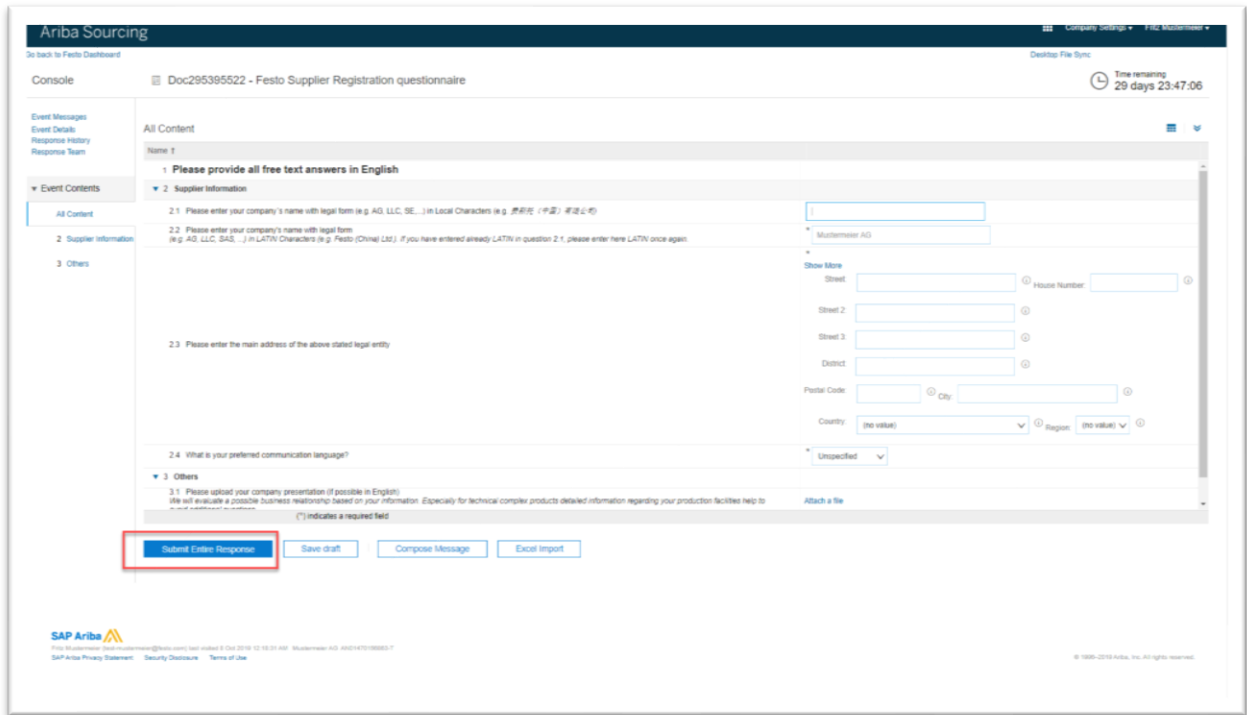 Ariba Sourcing
Company Settings
Fritz Mustermeier
Go back to Festo Dashboard
Desktop File Sync
Console
Doc295395522 - Festo Supplier Registration questionnaire
Time remaining
29 days 23:47:06
Event Messages
Event Details
Response History
Response Team
All Content
Name ↑
1 Please provide all free text answers in English
▼ Event Contents
▼ 2 Supplier Information
All Content
2.1 Please enter your company's name with legal form (e.g. AG, LLC, SE,...) in Local Characters (e.g. 费斯托（中国）有限公司)
2 Supplier Information
2.2 Please enter your company's name with legal form
(e.g. AG, LLC, SAS, ...) in LATIN Characters (e.g. Festo (China) Ltd.). If you have entered already LATIN in question 2.1, please enter here LATIN once again.
* Mustermeier AG
3 Others
*
Show More
Street:
House Number:
Street 2:
Street 3:
2.3 Please enter the main address of the above stated legal entity
District:
Postal Code:
City:
Country: (no value)
Region: (no value)
2.4 What is your preferred communication language?
* Unspecified
▼ 3 Others
3.1 Please upload your company presentation (if possible in English)
We will evaluate a possible business relationship based on your information. Especially for technical complex products detailed information regarding your production facilities help to
Attach a file
(*) indicates a required field
Submit Entire Response
Save draft
Compose Message
Excel Import
SAP Ariba
SAP Ariba Privacy Statement
Security Disclosure
Terms of Use
© 1996–2019 Ariba, Inc. All rights reserved.